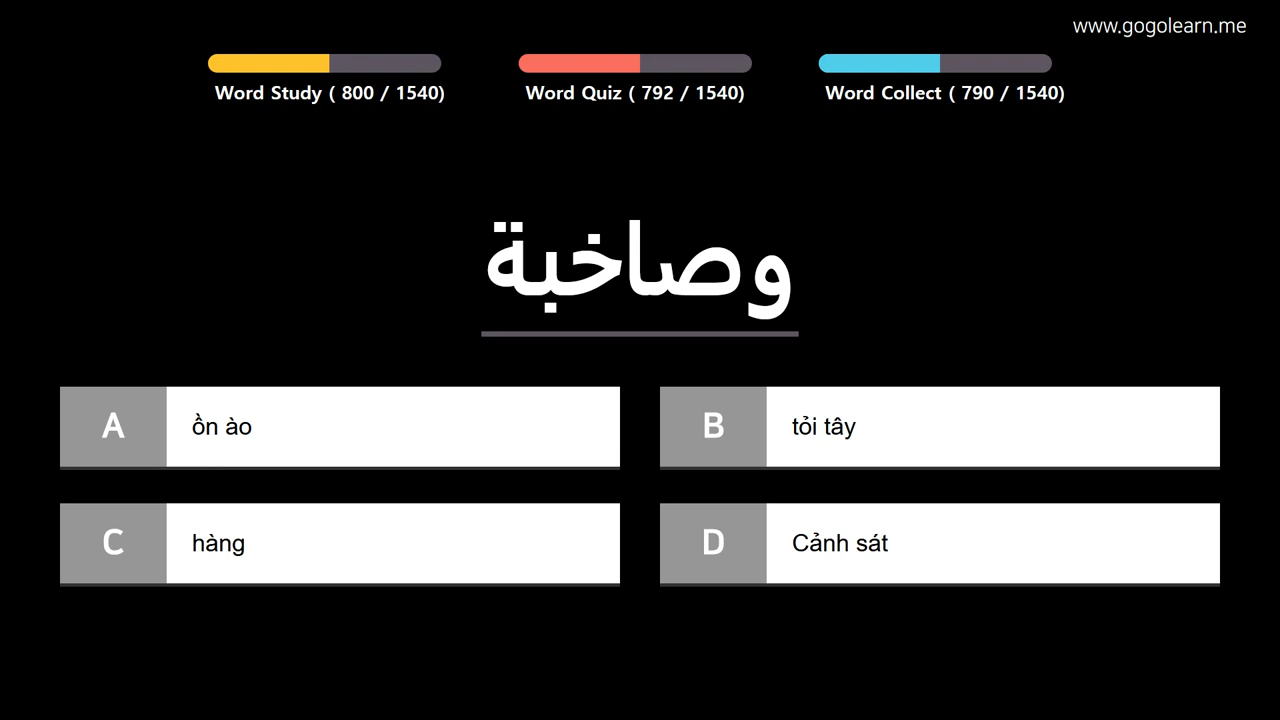 www.gogolearn.me
Word Study ( 800 / 1540)
Word Quiz ( 792 / 1540)
Word Collect ( 790 / 1540)
وصاخبة
A ồn ào
B tỏi tây
C hàng
D Cảnh sát